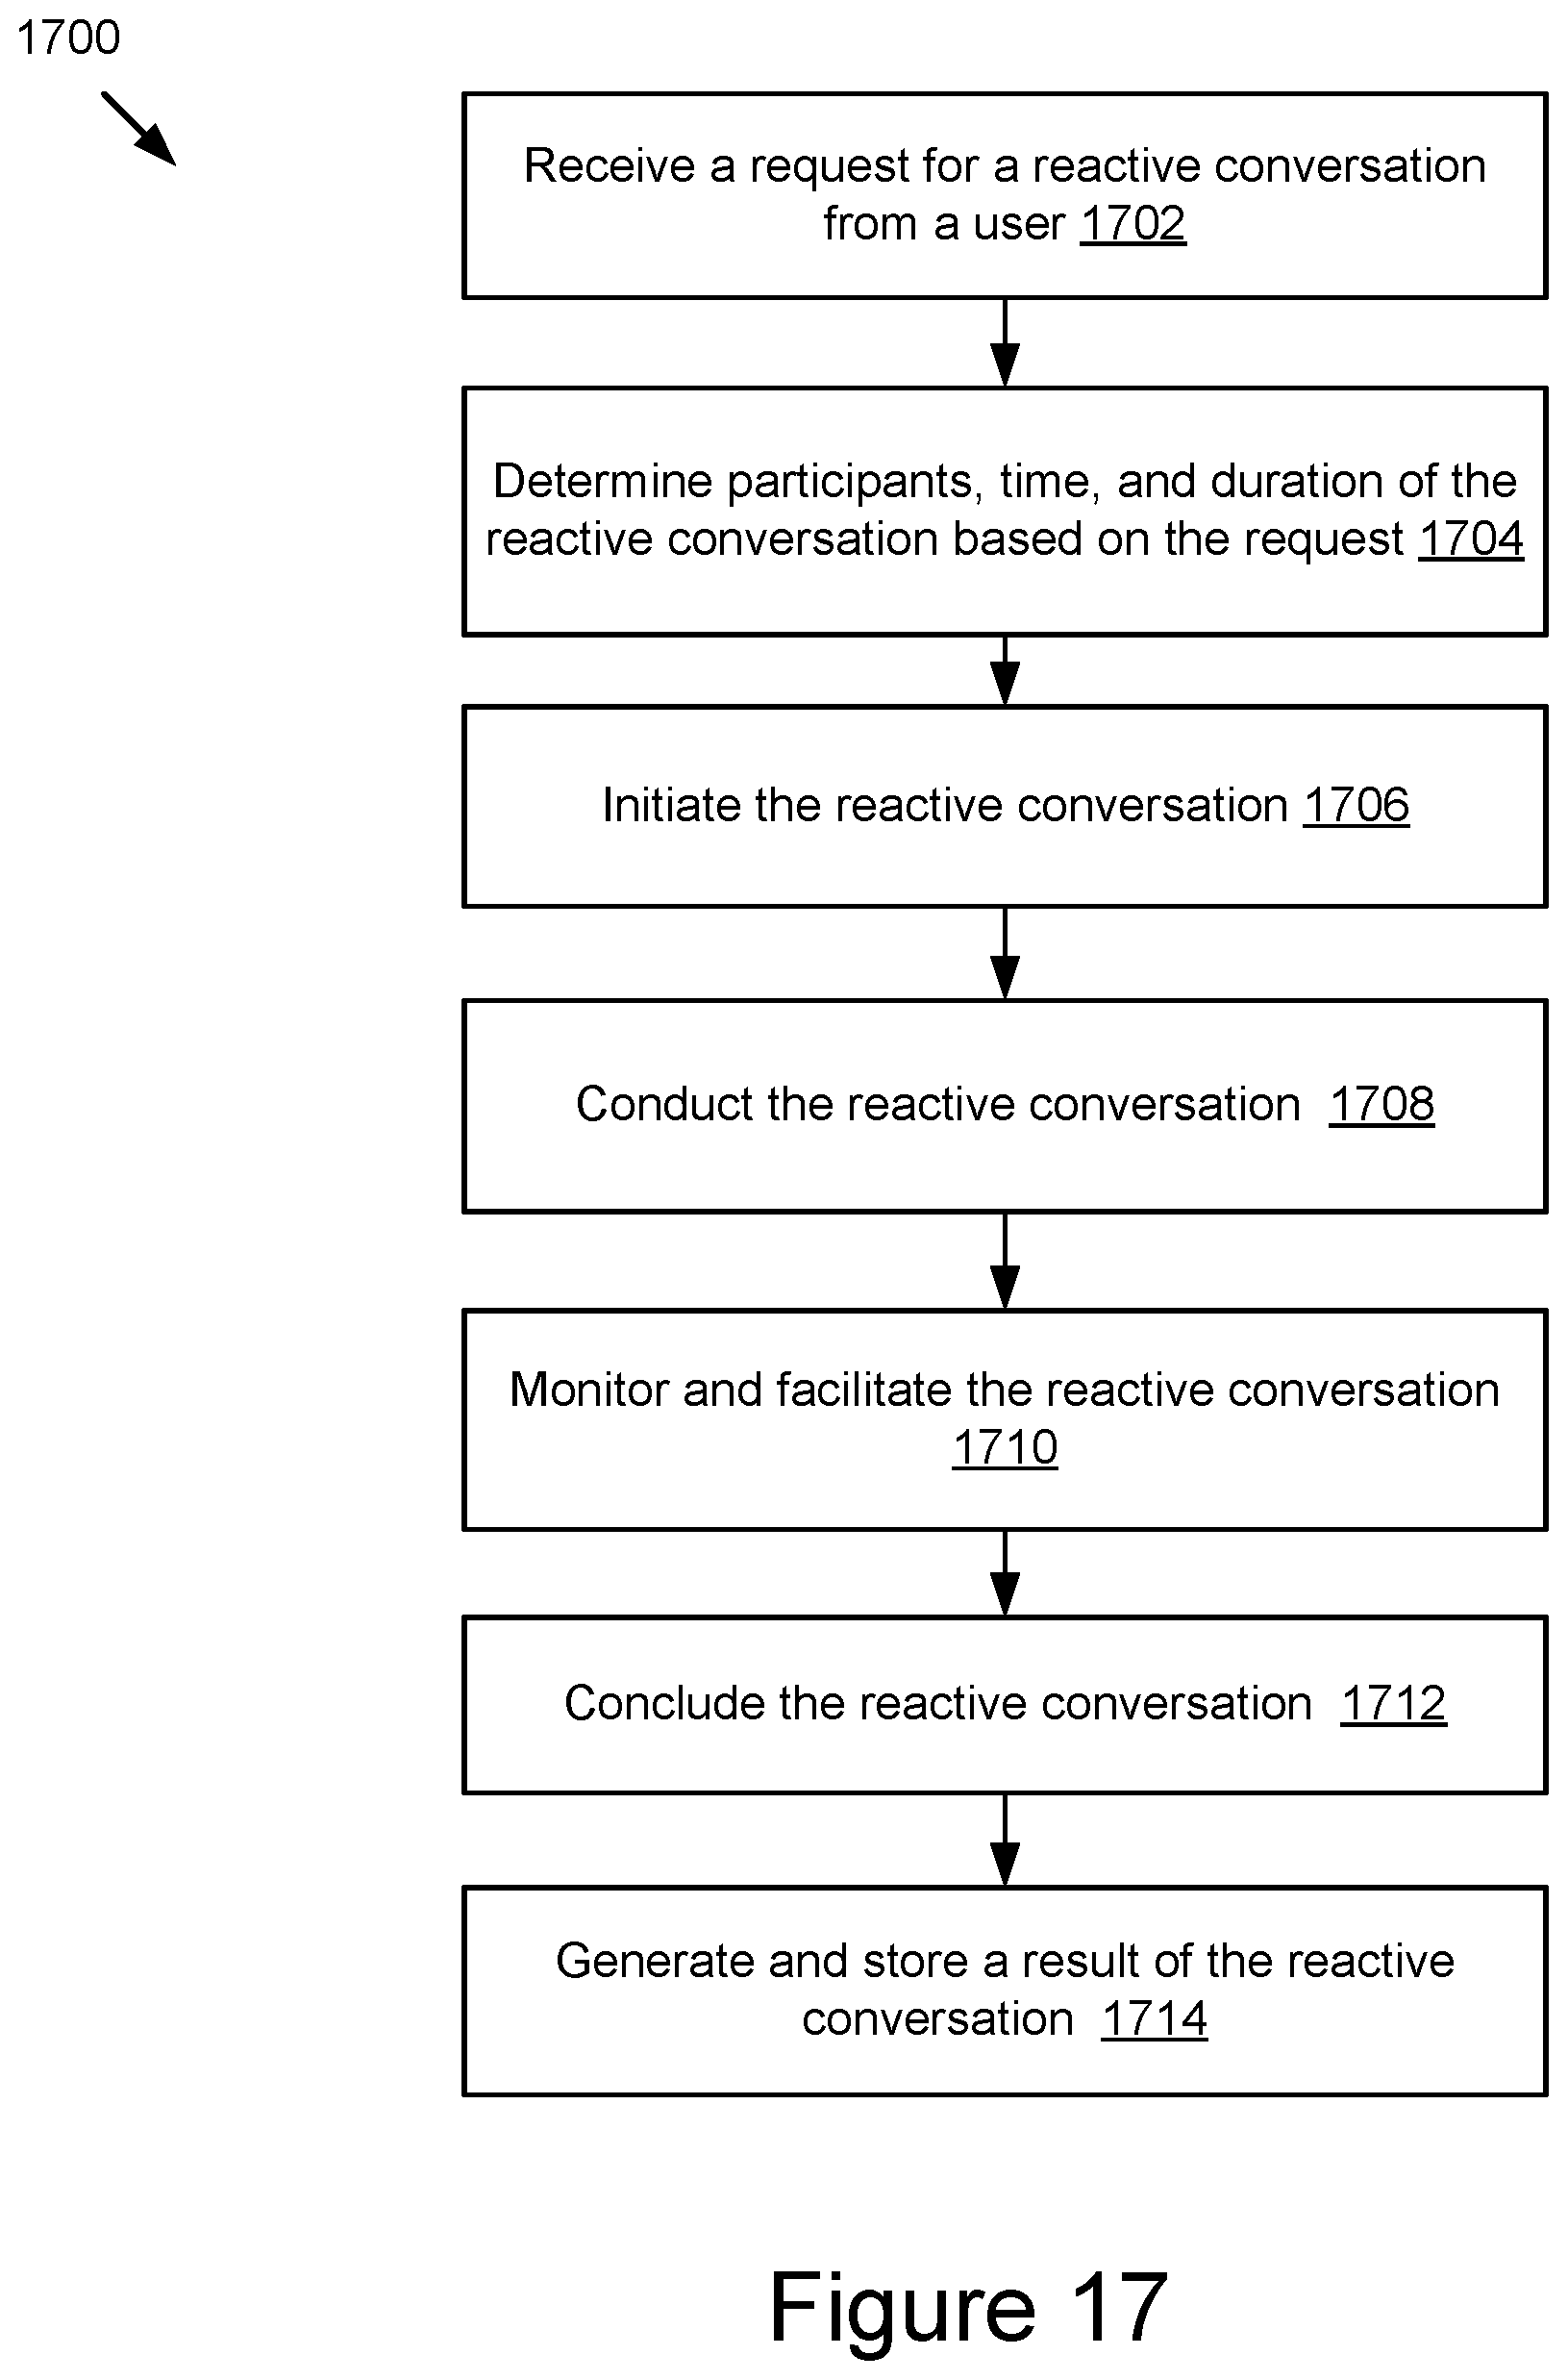 1700
Receive a request for a reactive conversation
from a user 1702
Determine participants, time, and duration of the
reactive conversation based on the request 1704
Initiate the reactive conversation 1706
Conduct the reactive conversation 1708
Monitor and facilitate the reactive conversation
1710
Conclude the reactive conversation 1712
Generate and store a result of the reactive
conversation 1714
Figure 17